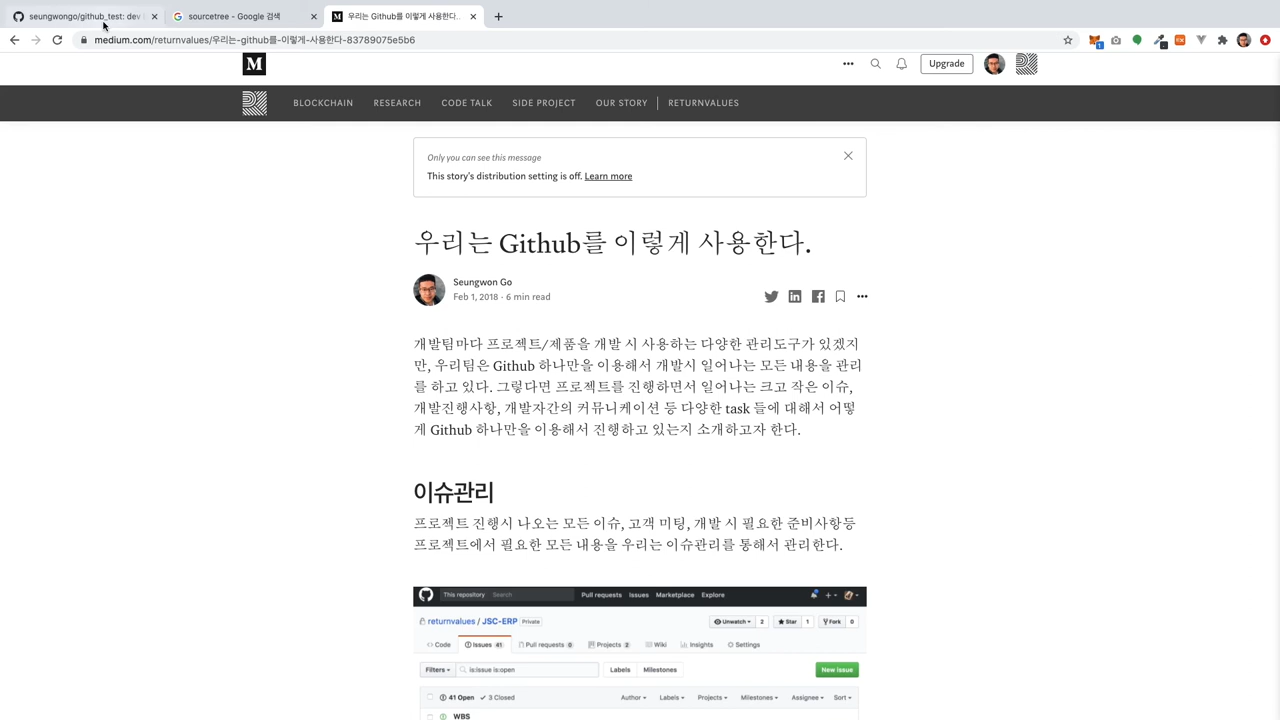 seungwongo/github_test: dev
sourcetree - Google 검색
우리는 Github를 이렇게 사용한다.
medium.com/returnvalues/우리는-github를-이렇게-사용한다-83789075e5b6
Upgrade
BLOCKCHAIN RESEARCH CODE TALK SIDE PROJECT OUR STORY RETURNVALUES
Only you can see this message
This story's distribution setting is off. Learn more
우리는 Github를 이렇게 사용한다.
Seungwon Go
Feb 1, 2018 · 6 min read
개발팀마다 프로젝트/제품을 개발 시 사용하는 다양한 관리도구가 있겠지
만, 우리팀은 Github 하나만을 이용해서 개발시 일어나는 모든 내용을 관리
를 하고 있다. 그렇다면 프로젝트를 진행하면서 일어나는 크고 작은 이슈,
개발진행사항, 개발자간의 커뮤니케이션 등 다양한 task 들에 대해서 어떻
게 Github 하나만을 이용해서 진행하고 있는지 소개하고자 한다.
이슈관리
프로젝트 진행시 나오는 모든 이슈, 고객 미팅, 개발 시 필요한 준비사항등
프로젝트에서 필요한 모든 내용을 우리는 이슈관리를 통해서 관리한다.
This repository Search Pull requests Issues Marketplace Explore
returnvalues / JSC-ERP Private Unwatch 2 Star 1 Fork 0
Code Issues 41 Pull requests 0 Projects 2 Wiki Insights Settings
Filters is:issue is:open Labels Milestones New issue
41 Open 3 Closed Author Labels Projects Milestones Assignee Sort
WBS